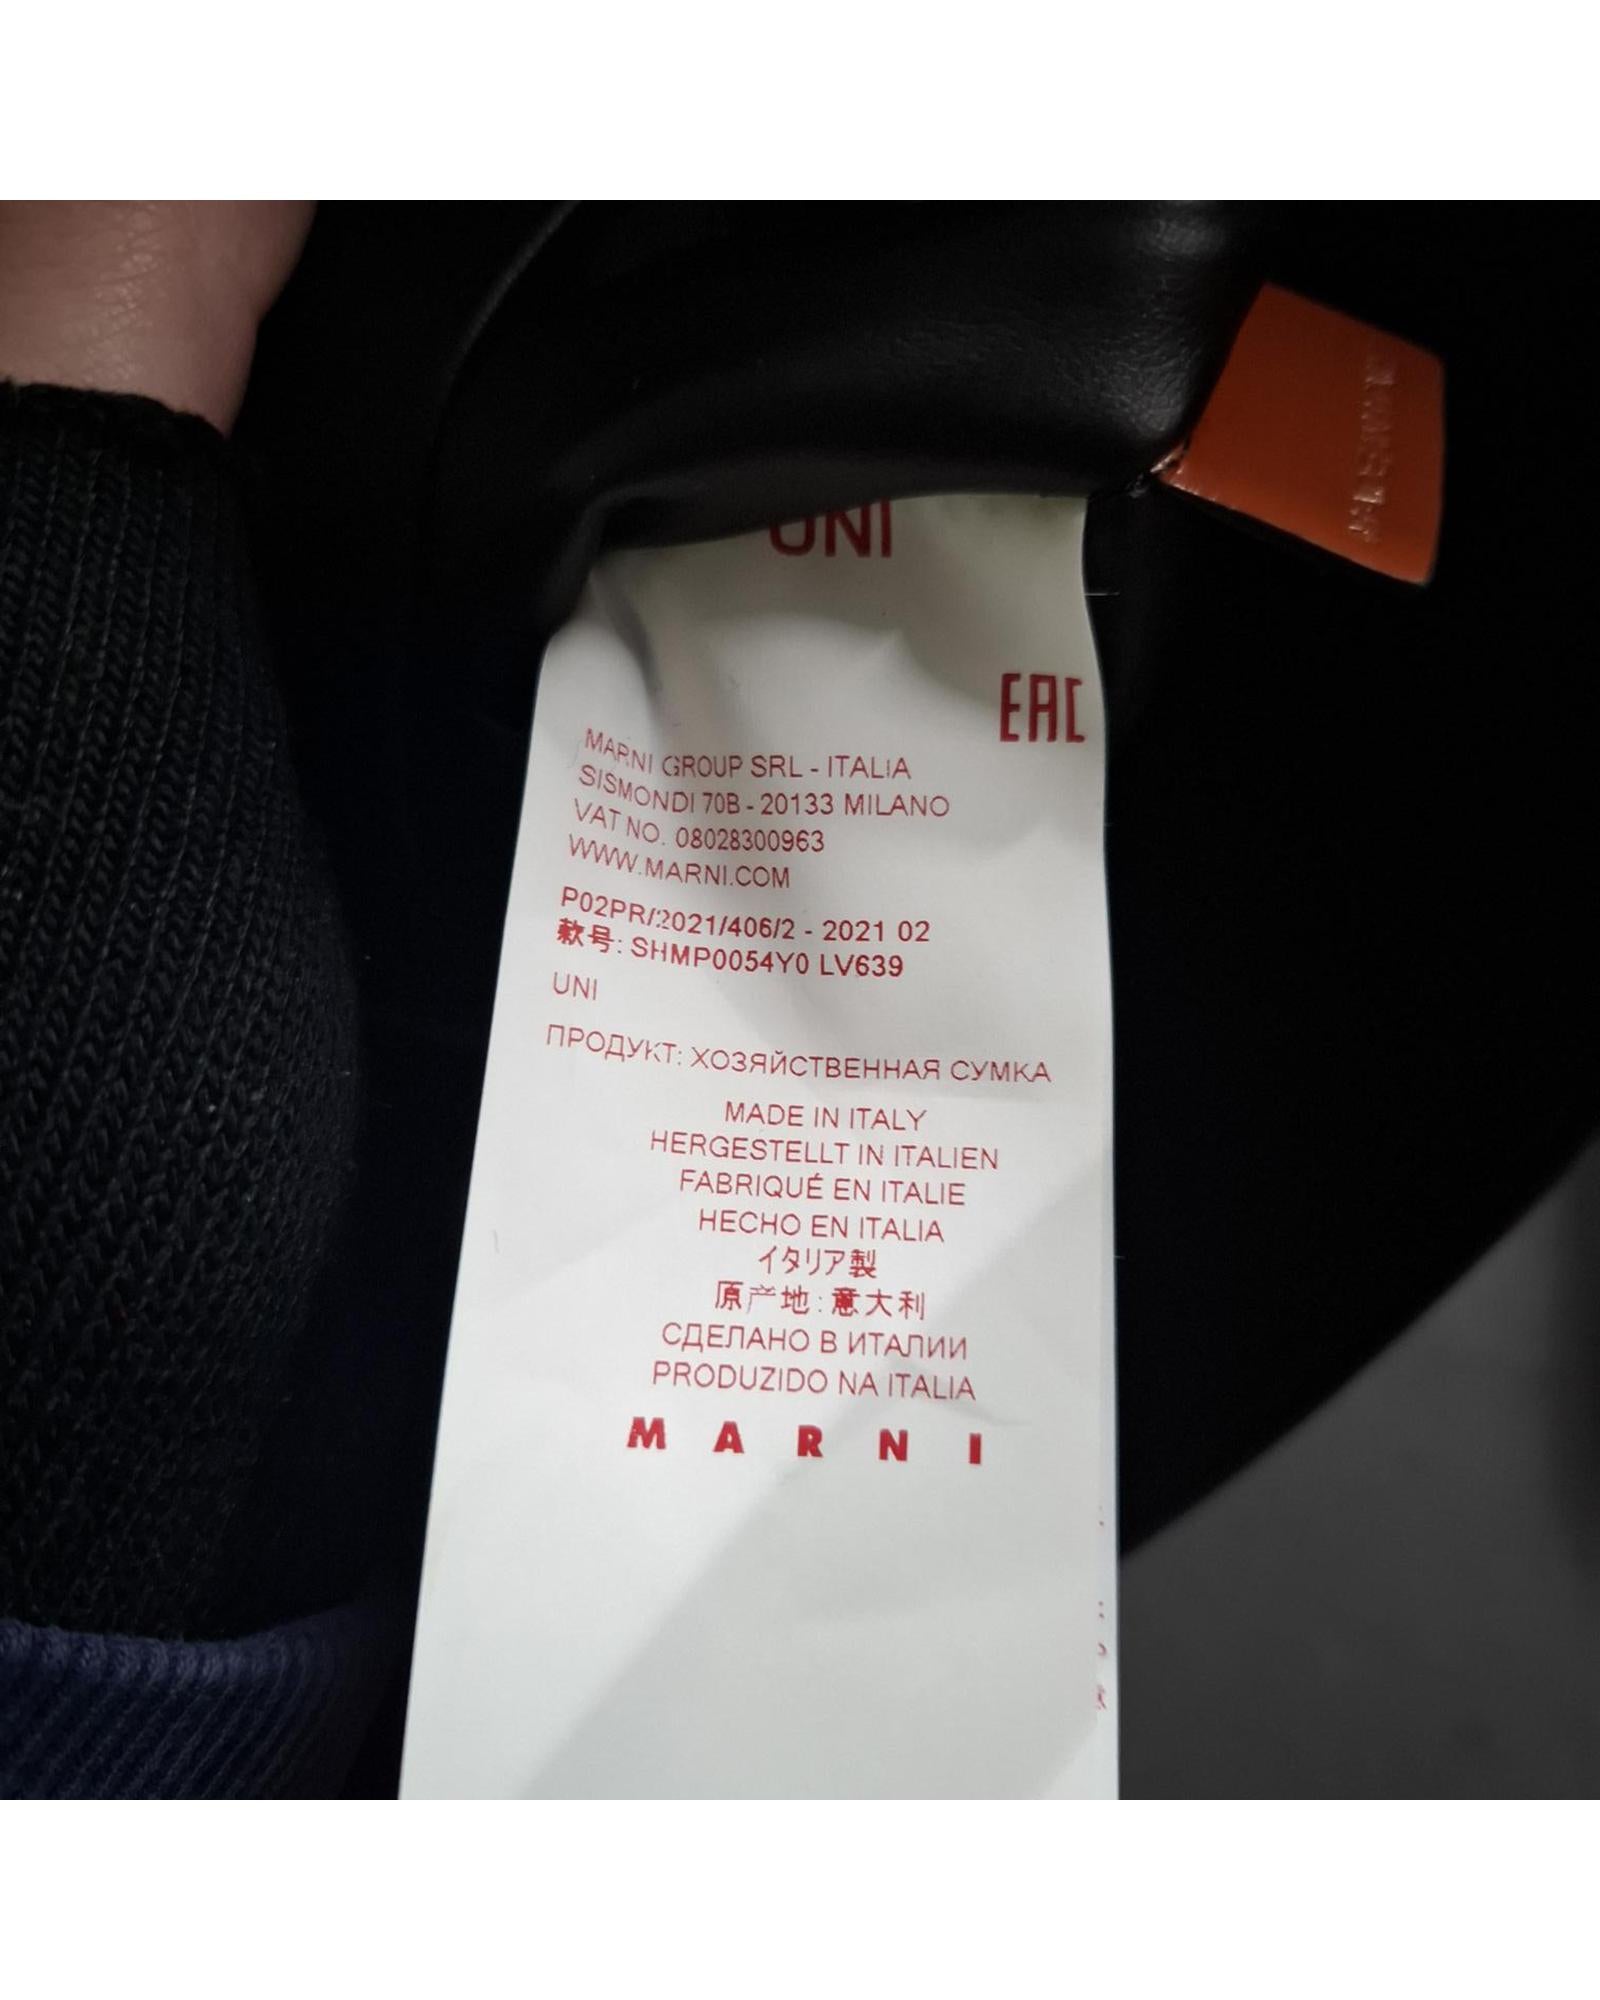 UNI
EAC
MARNI GROUP SRL - ITALIA
SISMONDI 70B - 20133 MILANO
VAT NO. 08028300963
WWW.MARNI.COM
P02PR/2021/406/2 - 2021 02
款号: SHMP0054Y0 LV639
UNI
ПРОДУКТ: ХОЗЯЙСТВЕННАЯ СУМКА
MADE IN ITALY
HERGESTELLT IN ITALIEN
FABRIQUÉ EN ITALIE
HECHO EN ITALIA
イタリア製
原产地:意大利
СДЕЛАНО В ИТАЛИИ
PRODUZIDO NA ITALIA
MARNI